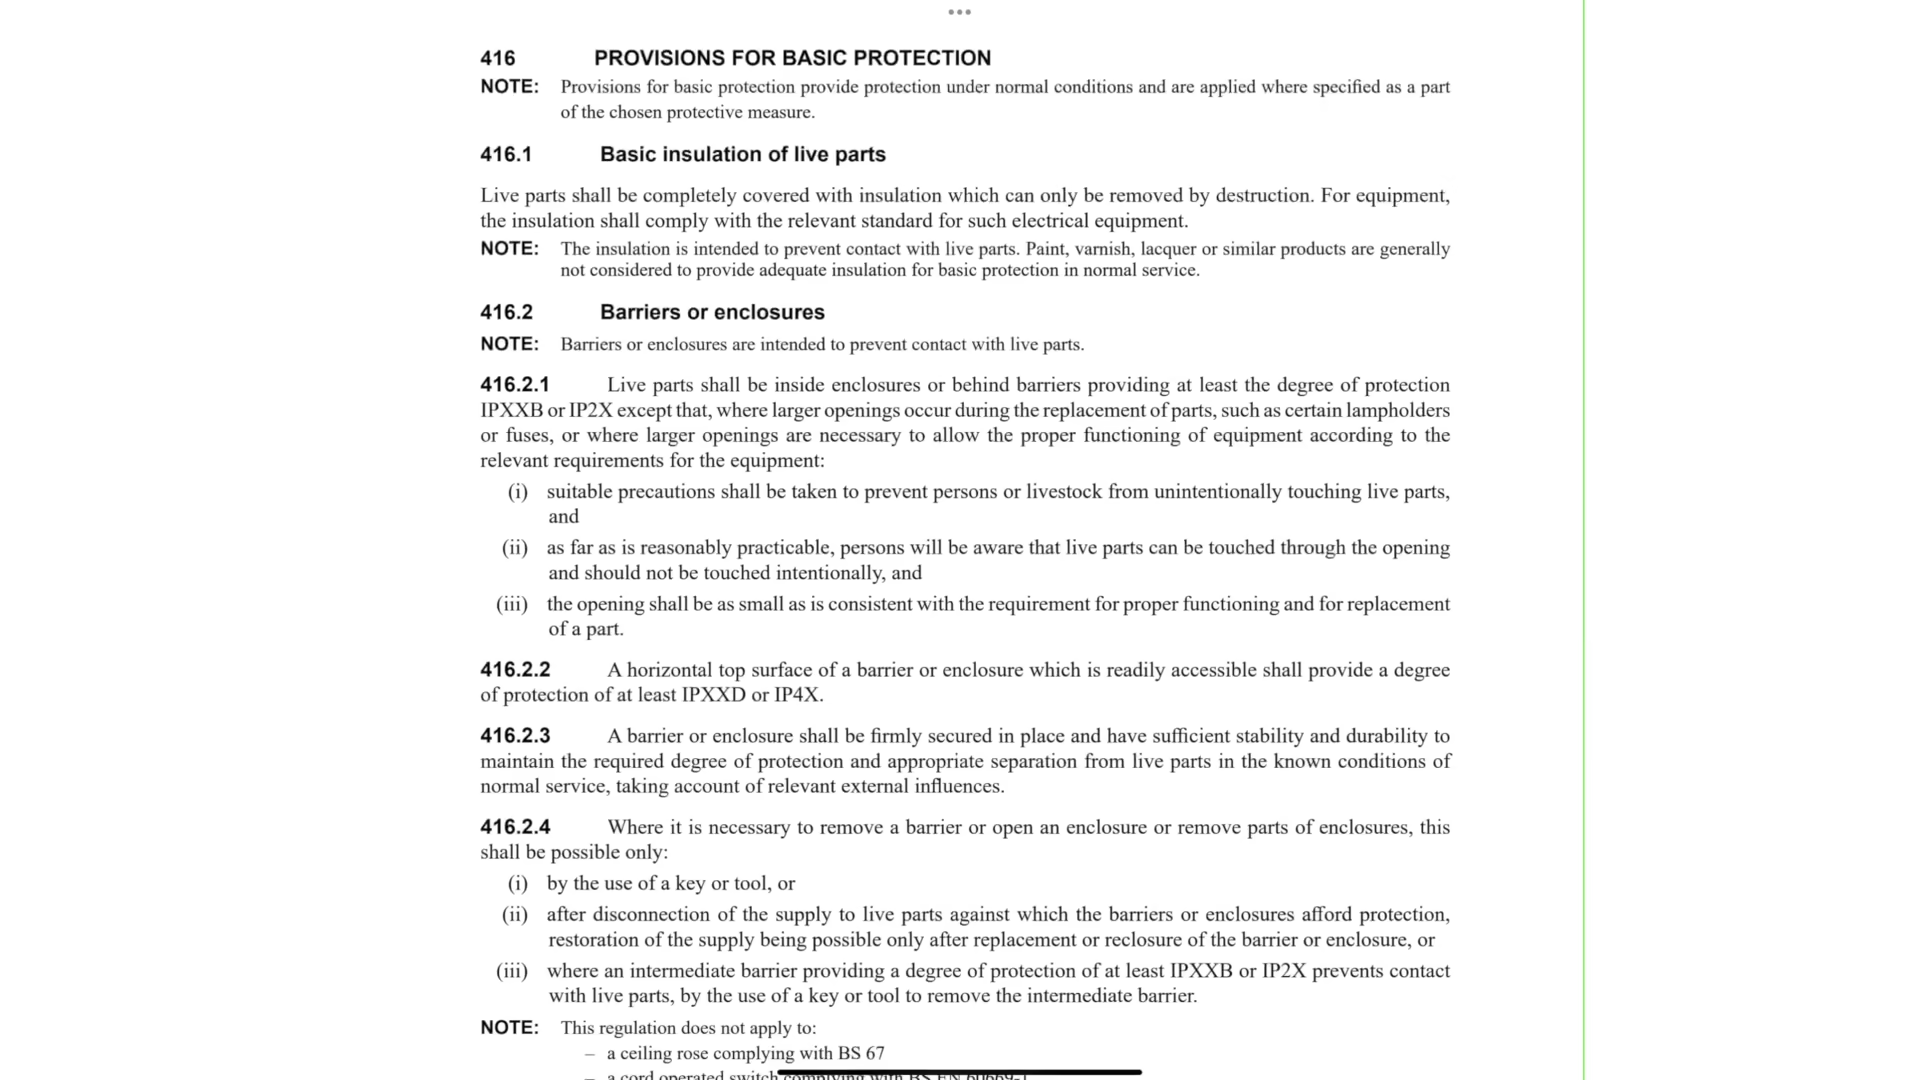 416 PROVISIONS FOR BASIC PROTECTION
NOTE: Provisions for basic protection provide protection under normal conditions and are applied where specified as a part
of the chosen protective measure.
416.1 Basic insulation of live parts
Live parts shall be completely covered with insulation which can only be removed by destruction. For equipment,
the insulation shall comply with the relevant standard for such electrical equipment.
NOTE: The insulation is intended to prevent contact with live parts. Paint, varnish, lacquer or similar products are generally
not considered to provide adequate insulation for basic protection in normal service.
416.2 Barriers or enclosures
NOTE: Barriers or enclosures are intended to prevent contact with live parts.
416.2.1 Live parts shall be inside enclosures or behind barriers providing at least the degree of protection
IPXXB or IP2X except that, where larger openings occur during the replacement of parts, such as certain lampholders
or fuses, or where larger openings are necessary to allow the proper functioning of equipment according to the
relevant requirements for the equipment:
(i) suitable precautions shall be taken to prevent persons or livestock from unintentionally touching live parts,
and
(ii) as far as is reasonably practicable, persons will be aware that live parts can be touched through the opening
and should not be touched intentionally, and
(iii) the opening shall be as small as is consistent with the requirement for proper functioning and for replacement
of a part.
416.2.2 A horizontal top surface of a barrier or enclosure which is readily accessible shall provide a degree
of protection of at least IPXXD or IP4X.
416.2.3 A barrier or enclosure shall be firmly secured in place and have sufficient stability and durability to
maintain the required degree of protection and appropriate separation from live parts in the known conditions of
normal service, taking account of relevant external influences.
416.2.4 Where it is necessary to remove a barrier or open an enclosure or remove parts of enclosures, this
shall be possible only:
(i) by the use of a key or tool, or
(ii) after disconnection of the supply to live parts against which the barriers or enclosures afford protection,
restoration of the supply being possible only after replacement or reclosure of the barrier or enclosure, or
(iii) where an intermediate barrier providing a degree of protection of at least IPXXB or IP2X prevents contact
with live parts, by the use of a key or tool to remove the intermediate barrier.
NOTE: This regulation does not apply to:
– a ceiling rose complying with BS 67
– a cord operated switch complying with BS EN 60669-1